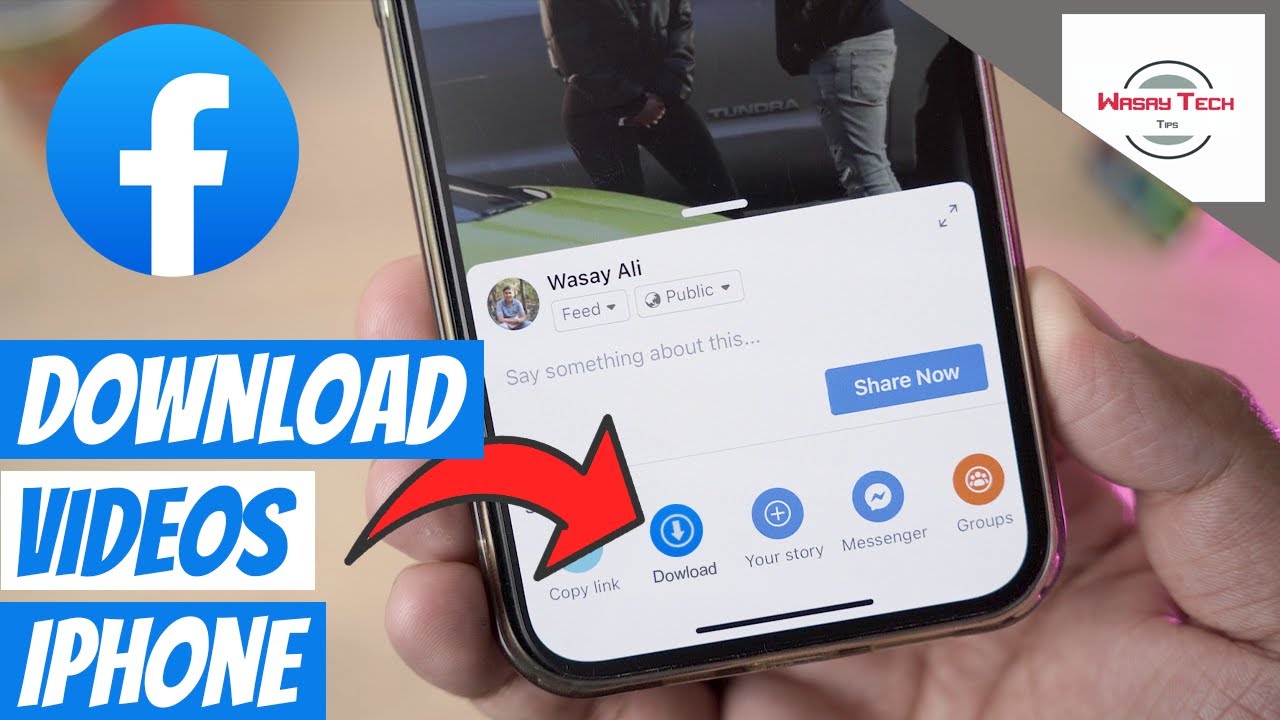 f
TUNDRA
WASAY TECH
TIPS
Wasay Ali
Feed
Public
Say something about this...
Share Now
Copy link
Dowload
Your story
Messenger
Groups
DOWNLOAD
VIDEOS
IPHONE